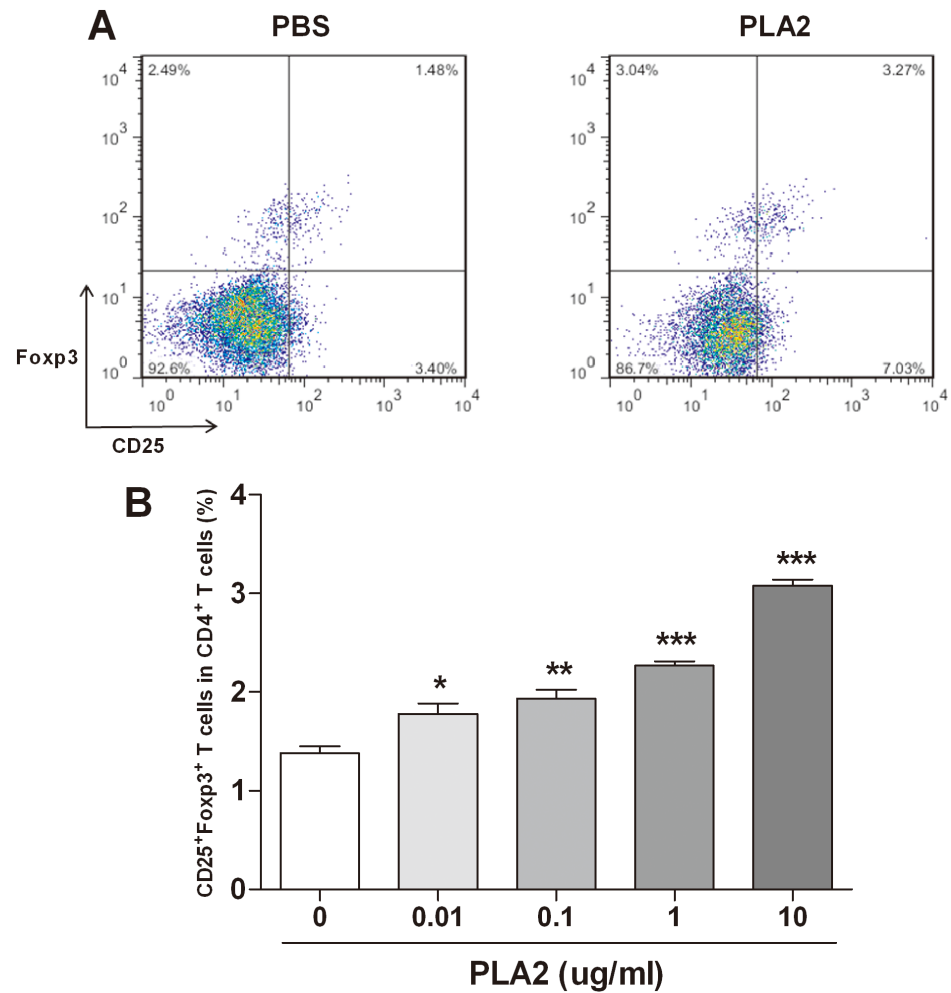 A
PBS
PLA2
2.49%
1.48%
3.04%
3.27%
10^4
10^3
10^2
10^1
10^0
10^4
10^3
10^2
10^1
10^0
92.6%
3.40%
86.7%
7.03%
10^0 10^1 10^2 10^3 10^4
10^0 10^1 10^2 10^3 10^4
Foxp3
CD25
B
CD25+Foxp3+ T cells in CD4+ T cells (%)
4
3
2
1
0
*
**
***
***
0 0.01 0.1 1 10
PLA2 (ug/ml)